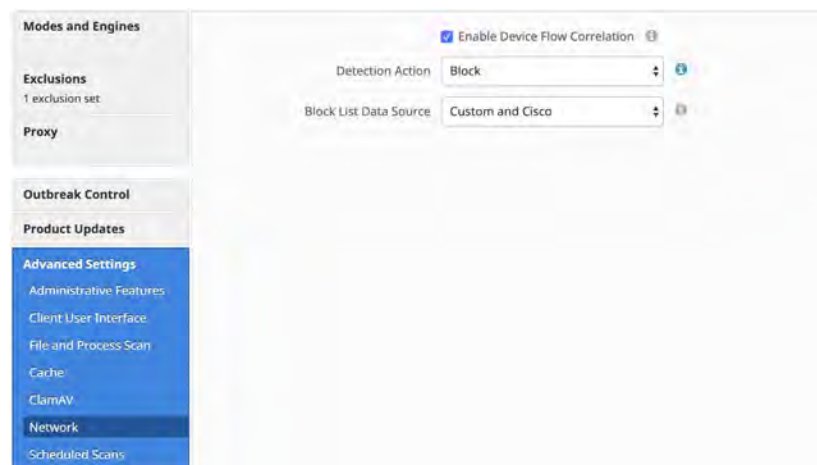 Modes and Engines
Exclusions
1 exclusion set
Proxy
Outbreak Control
Product Updates
Advanced Settings
Administrative Features
Client User Interface
File and Process Scan
Cache
ClamAV
Network
Scheduled Scans
Enable Device Flow Correlation
Detection Action Block
Block List Data Source Custom and Cisco